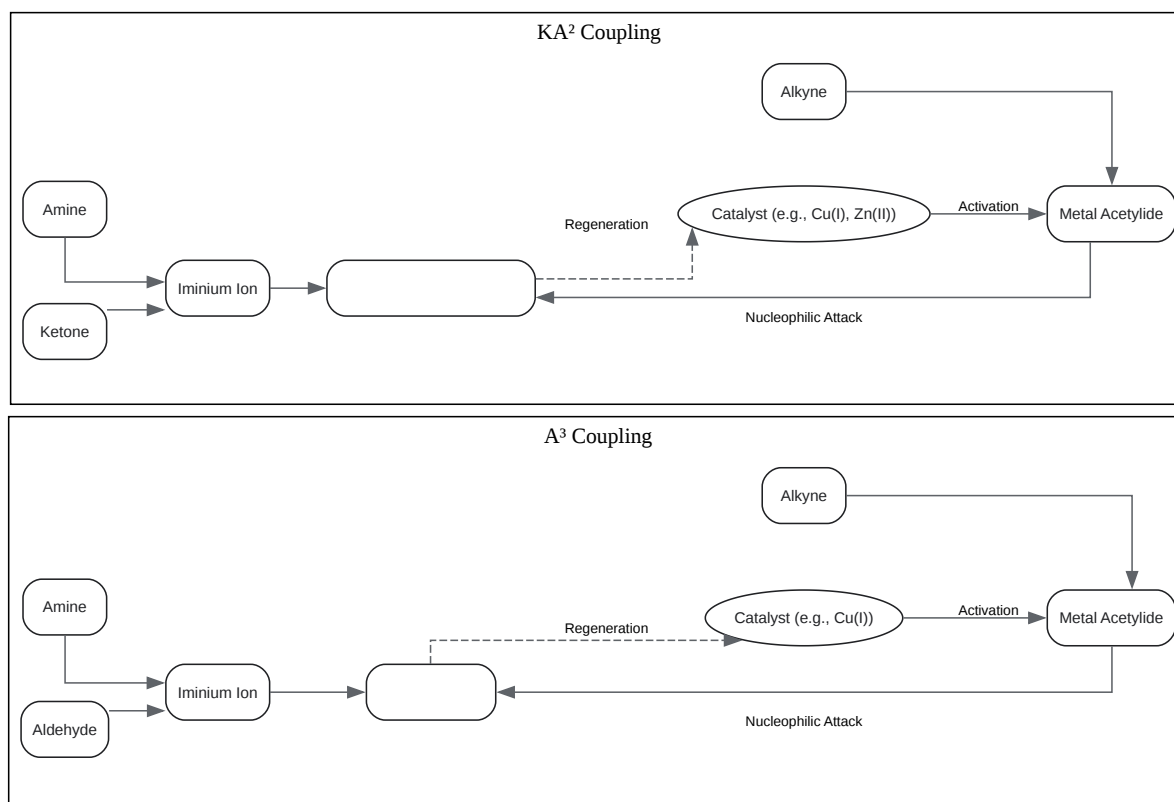 KA² Coupling
Alkyne
Amine
Catalyst (e.g., Cu(I), Zn(II))
Activation
Metal Acetylide
Regeneration
Iminium Ion
Nucleophilic Attack
Ketone
A³ Coupling
Alkyne
Amine
Catalyst (e.g., Cu(I))
Activation
Metal Acetylide
Regeneration
Iminium Ion
Nucleophilic Attack
Aldehyde